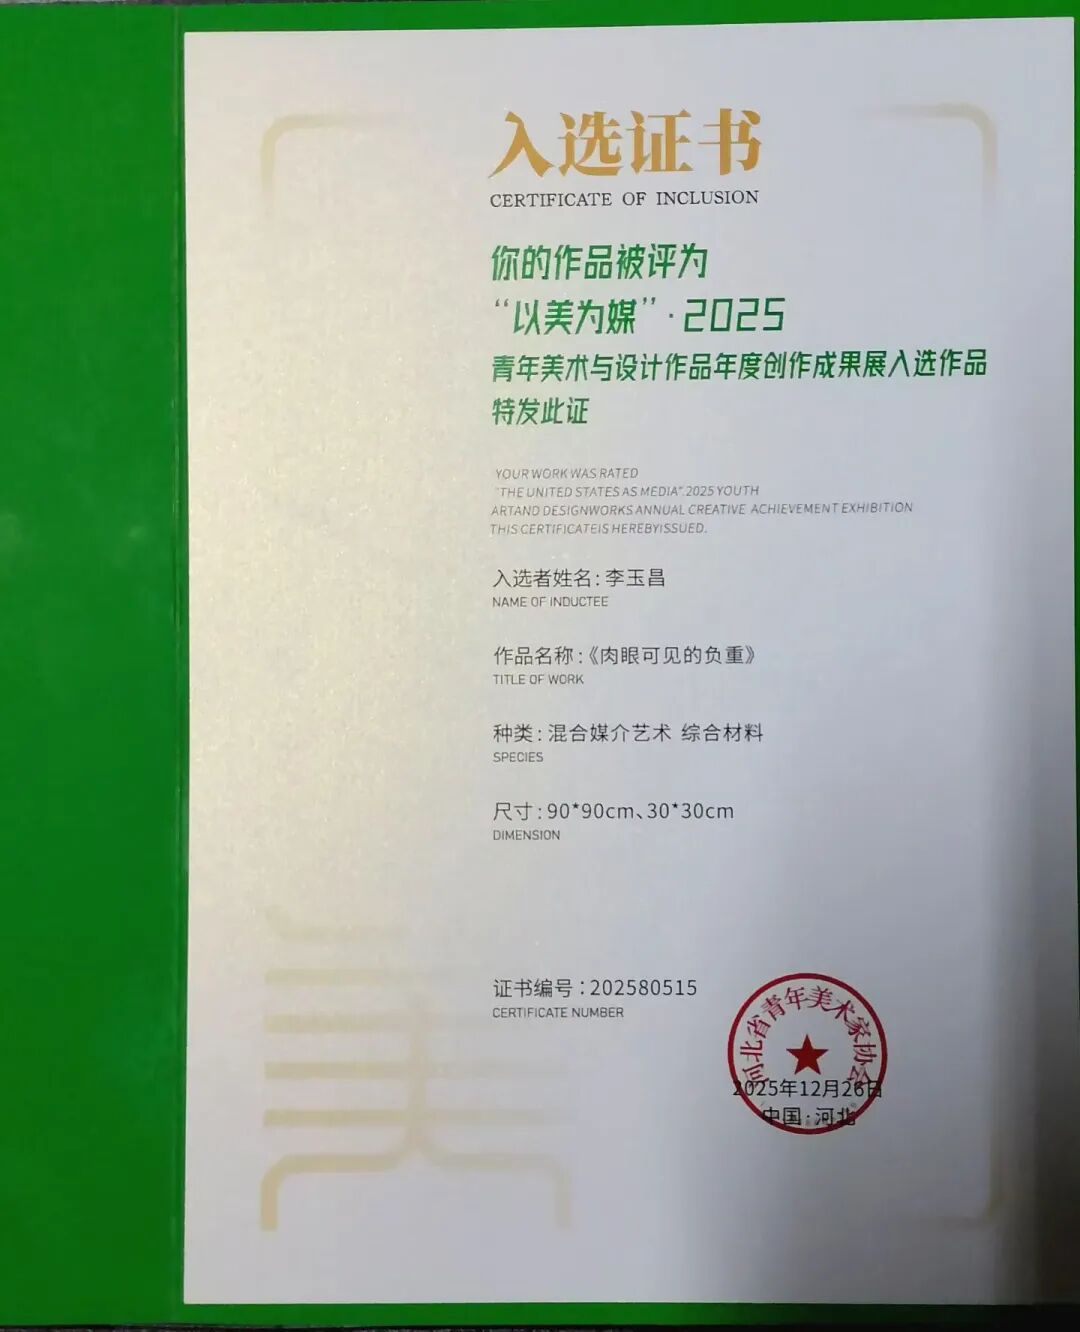 入选证书
CERTIFICATE OF INCLUSION
你的作品被评为
“以美为媒”·2025
青年美术与设计作品年度创作成果展入选作品
特发此证
YOUR WORK WAS RATED
"THE UNITED STATES AS MEDIA".2025 YOUTH
ARTAND DESIGNWORKS ANNUAL CREATIVE ACHIEVEMENT EXHIBITION
THIS CERTIFICATEIS HEREBYISSUED.
入选者姓名:李玉昌
NAME OF INDUCTEE
作品名称:《肉眼可见的负重》
TITLE OF WORK
种类:混合媒介艺术 综合材料
SPECIES
尺寸:90*90cm、30*30cm
DIMENSION
证书编号:202580515
CERTIFICATE NUMBER
河北省青年美术家协会
2025年12月26日
中国·河北